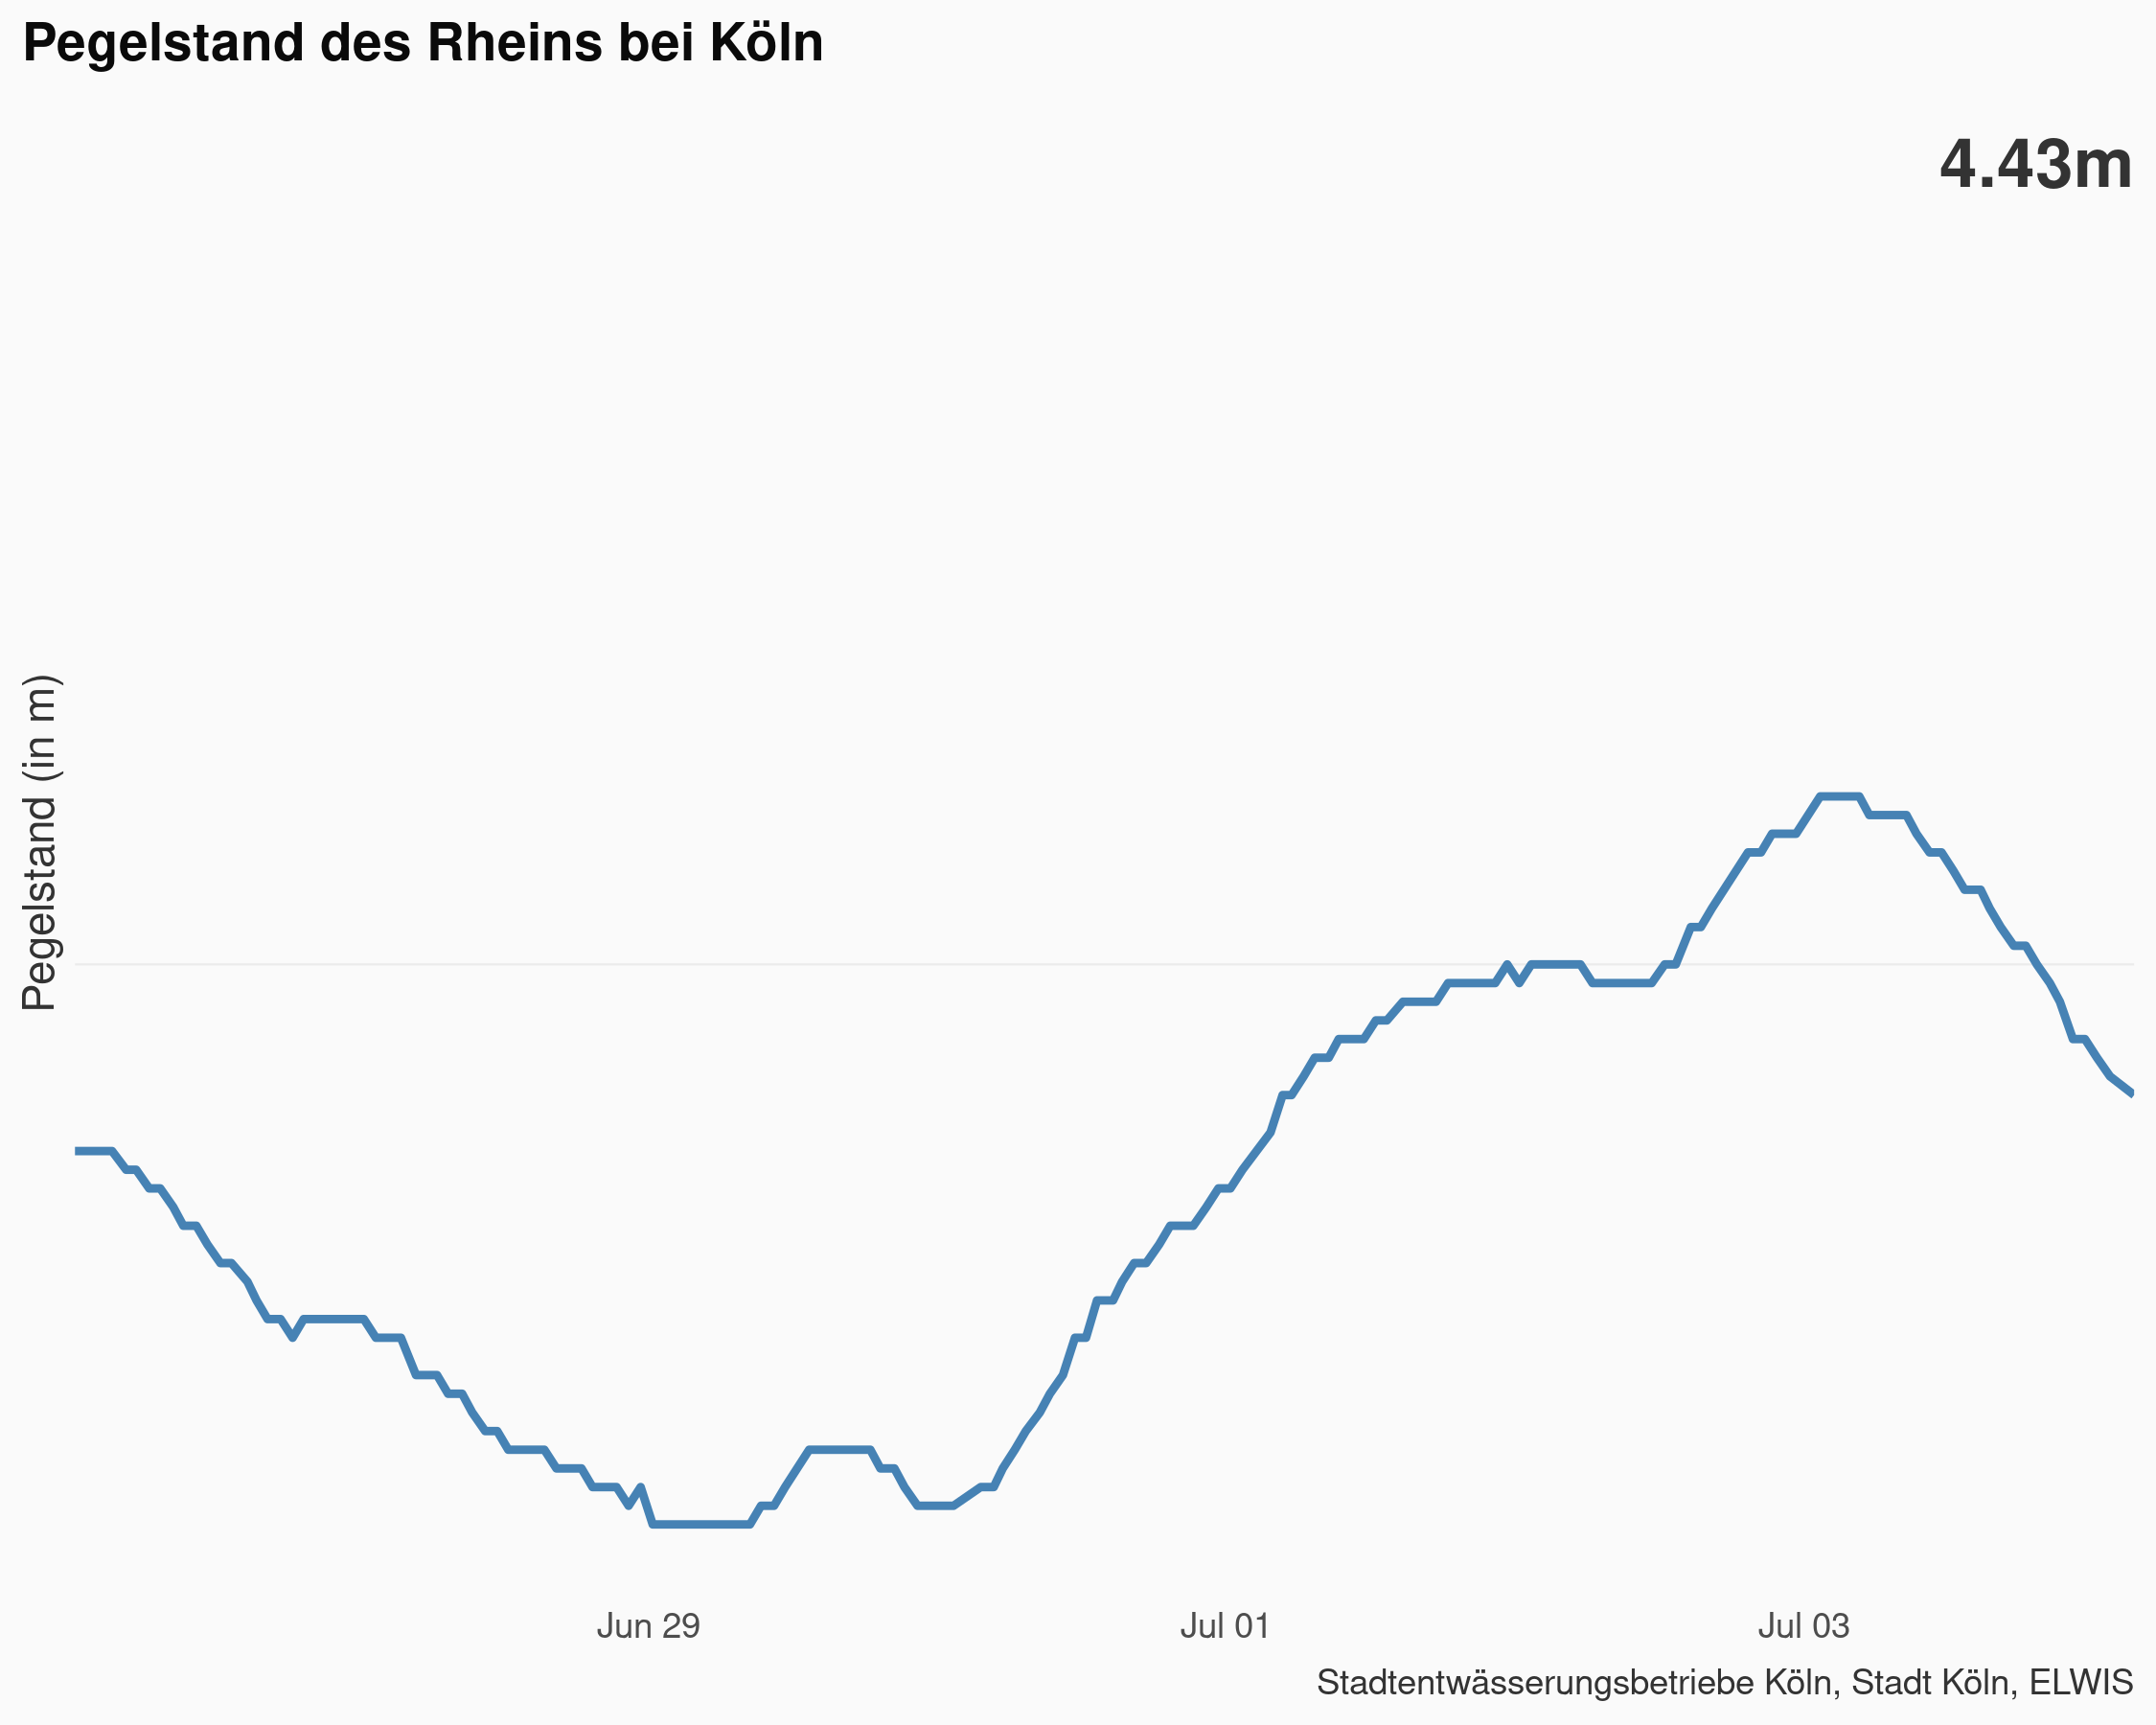 Pegelstand des Rheins bei Köln
4.43m
Pegelstand (in m)
Jun 29
Jul 01
Jul 03
Stadtentwässerungsbetriebe Köln, Stadt Köln, ELWIS